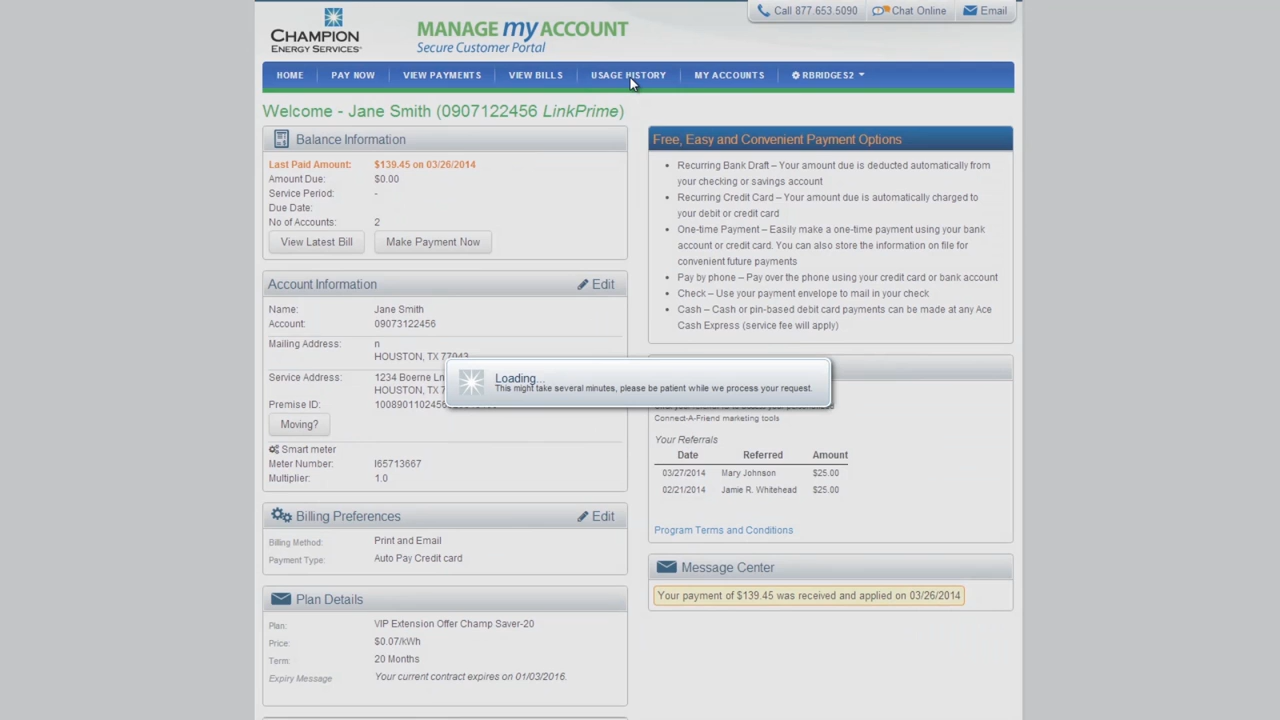 Call 877.653.5090
Chat Online
Email
CHAMPION
ENERGY SERVICES
MANAGE my ACCOUNT
Secure Customer Portal
HOME
PAY NOW
VIEW PAYMENTS
VIEW BILLS
USAGE HISTORY
MY ACCOUNTS
RBRIDGES2
Welcome - Jane Smith (0907122456 LinkPrime)
Balance Information
Last Paid Amount: $139.45 on 03/26/2014
Amount Due: $0.00
Service Period: -
Due Date:
No of Accounts: 2
View Latest Bill
Make Payment Now
Account Information
Edit
Name: Jane Smith
Account: 09073122456
Mailing Address: n
HOUSTON, TX 77043
Service Address: 1234 Boerne Ln
HOUSTON, TX 7
Premise ID: 1008901102456
Moving?
Smart meter
Meter Number: I65713667
Multiplier: 1.0
Billing Preferences
Edit
Billing Method: Print and Email
Payment Type: Auto Pay Credit card
Plan Details
Plan: VIP Extension Offer Champ Saver-20
Price: $0.07/kWh
Term: 20 Months
Expiry Message Your current contract expires on 01/03/2016.
Free, Easy and Convenient Payment Options
• Recurring Bank Draft – Your amount due is deducted automatically from
your checking or savings account
• Recurring Credit Card – Your amount due is automatically charged to
your debit or credit card
• One-time Payment – Easily make a one-time payment using your bank
account or credit card. You can also store the information on file for
convenient future payments
• Pay by phone – Pay over the phone using your credit card or bank account
• Check – Use your payment envelope to mail in your check
• Cash – Cash or pin-based debit card payments can be made at any Ace
Cash Express (service fee will apply)
Loading...
This might take several minutes, please be patient while we process your request.
Connect-A-Friend marketing tools
Your Referrals
Date Referred Amount
03/27/2014 Mary Johnson $25.00
02/21/2014 Jamie R. Whitehead $25.00
Program Terms and Conditions
Message Center
Your payment of $139.45 was received and applied on 03/26/2014